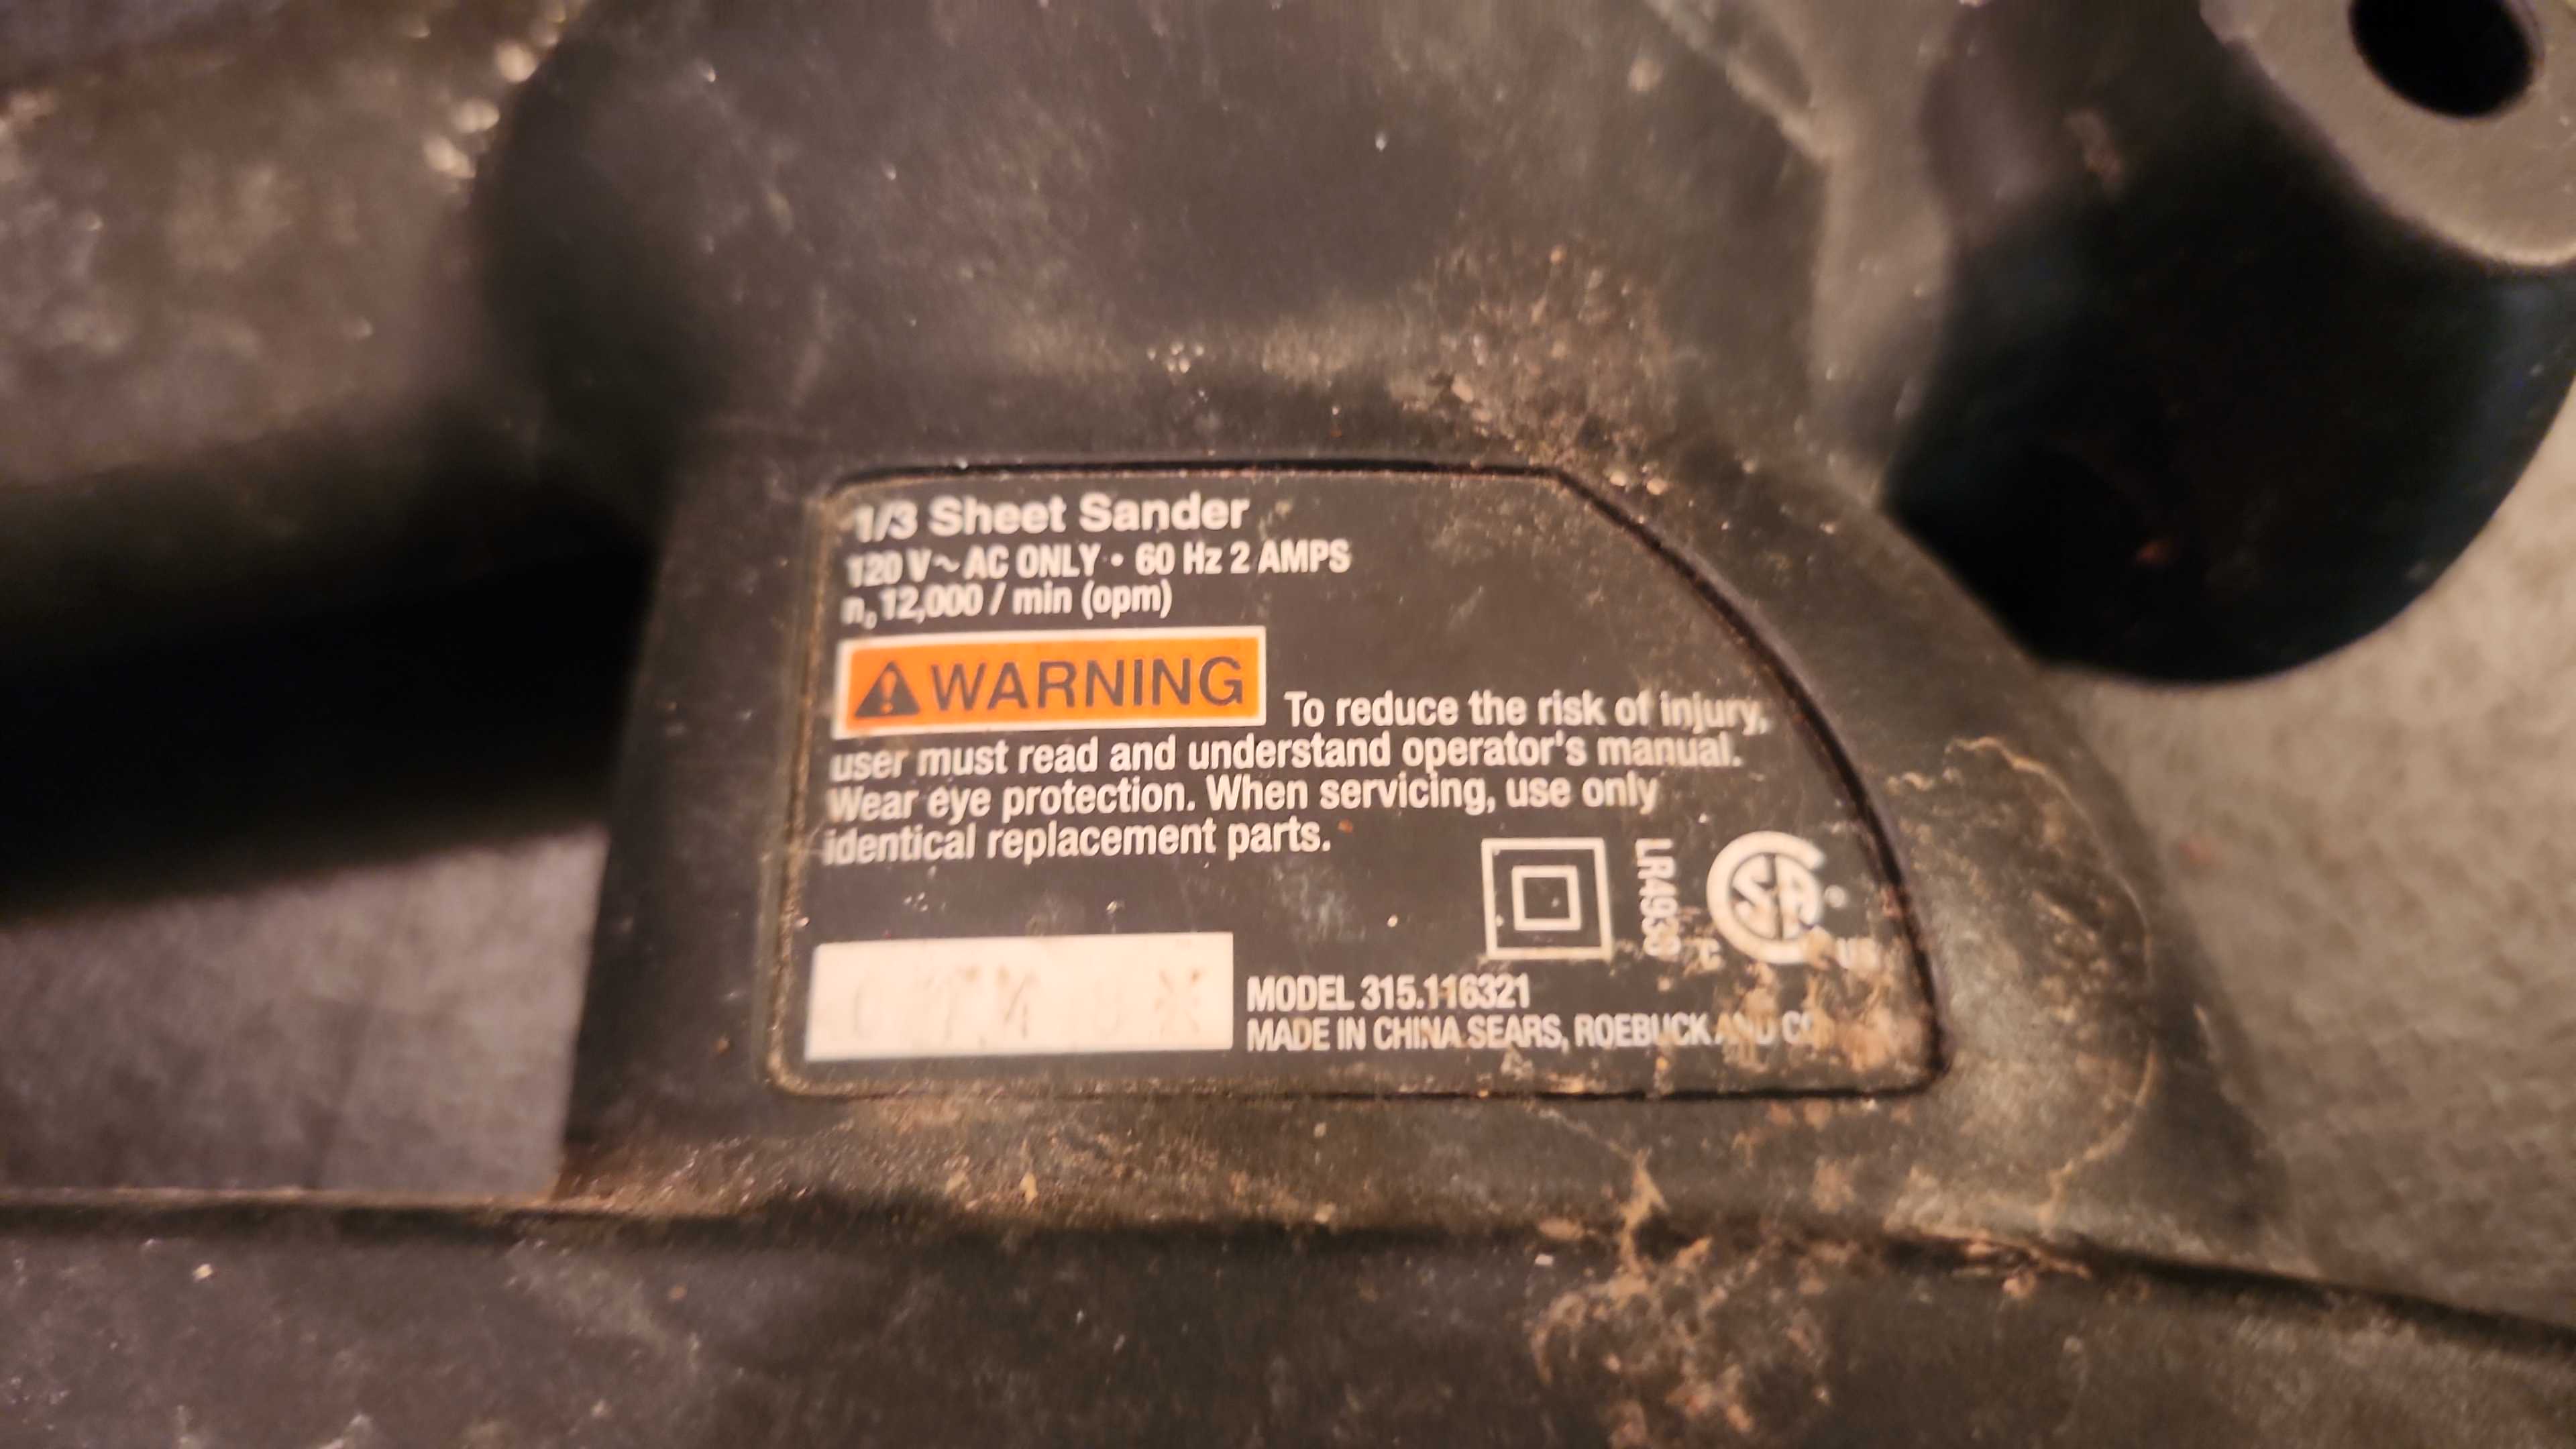 1/3 Sheet Sander
120 V ~ AC ONLY • 60 Hz 2 AMPS
n₀ 12,000 / min (opm)
WARNING To reduce the risk of injury,
user must read and understand operator's manual.
Wear eye protection. When servicing, use only
identical replacement parts.
SA
MODEL 315.116321
MADE IN CHINA SEARS, ROEBUCK AND